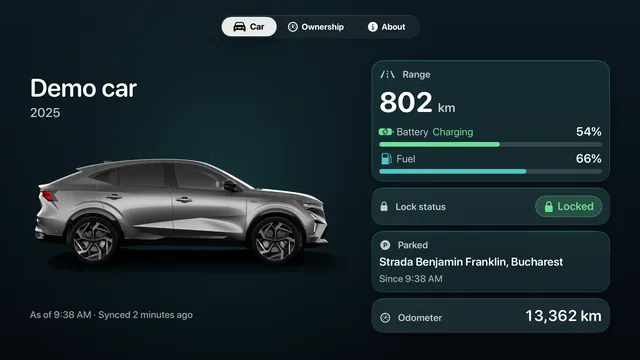 Car
Ownership
About
Demo car
2025
As of 9:38 AM · Synced 2 minutes ago
Range
802 km
Battery Charging 54%
Fuel 66%
Lock status Locked
P Parked
Strada Benjamin Franklin, Bucharest
Since 9:38 AM
Odometer 13,362 km